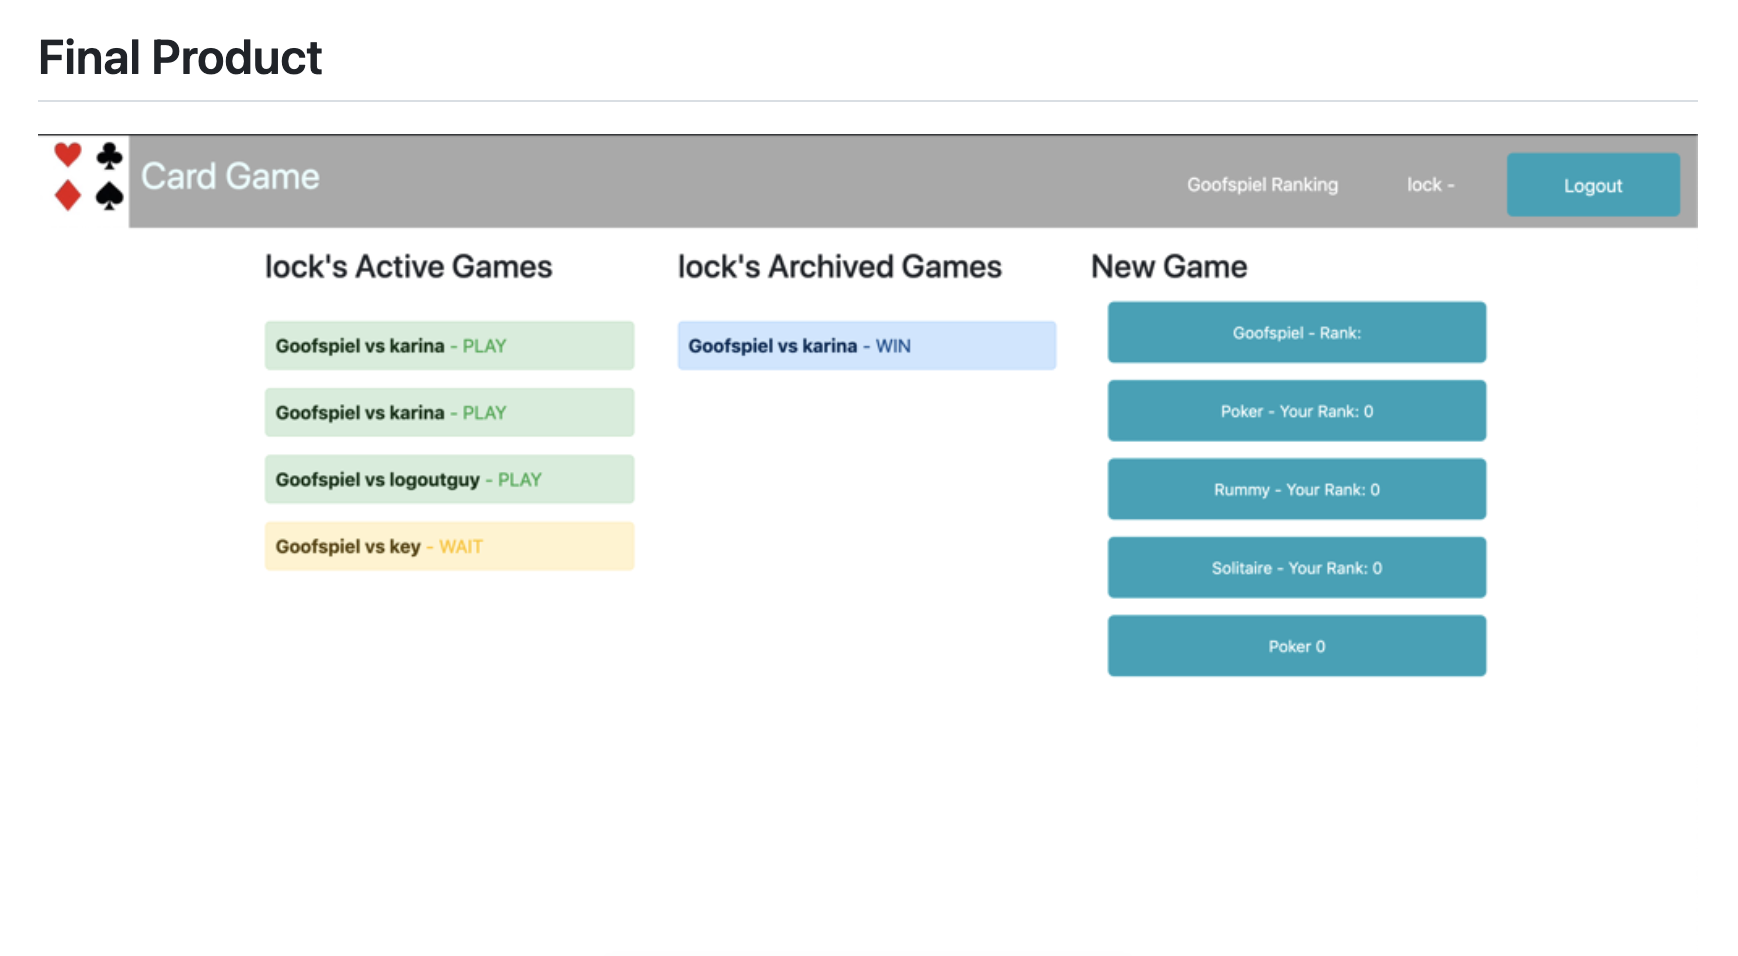 Final Product
Card Game
Goofspiel Ranking
lock -
Logout
lock's Active Games
Goofspiel vs karina - PLAY
Goofspiel vs karina - PLAY
Goofspiel vs logoutguy - PLAY
Goofspiel vs key - WAIT
lock's Archived Games
Goofspiel vs karina - WIN
New Game
Goofspiel - Rank:
Poker - Your Rank: 0
Rummy - Your Rank: 0
Solitaire - Your Rank: 0
Poker 0